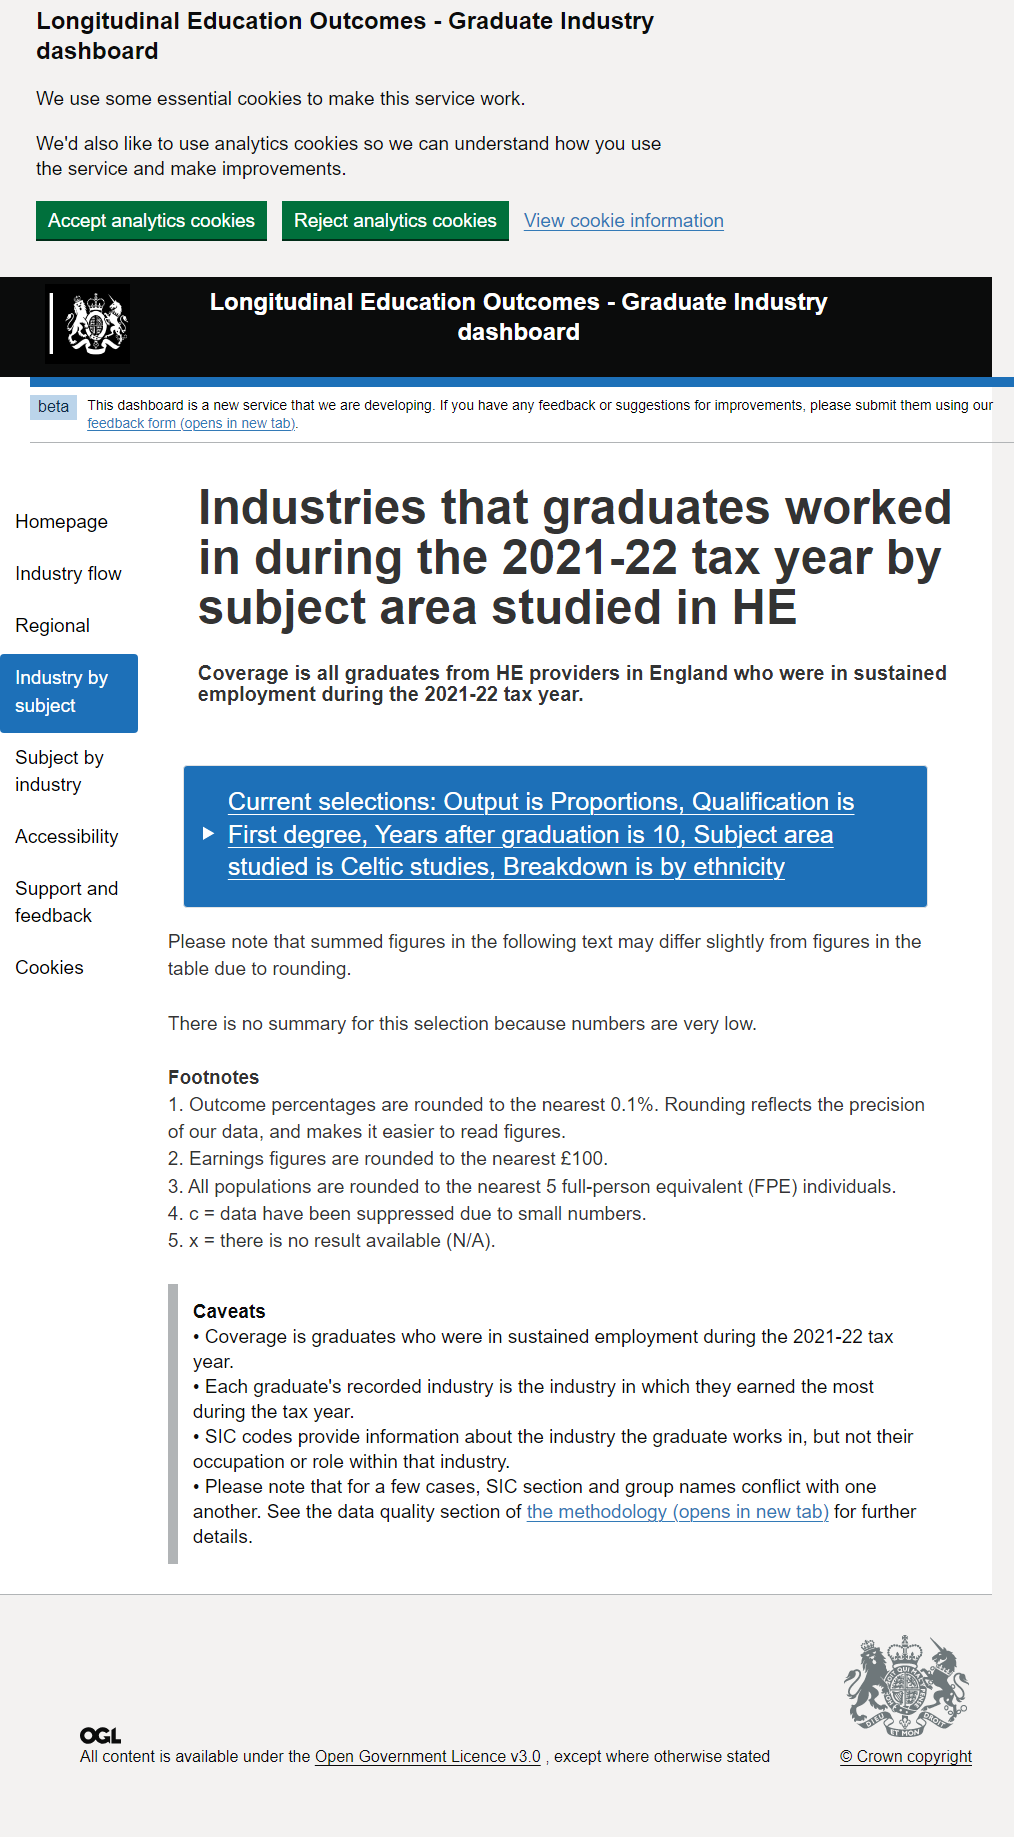 Longitudinal Education Outcomes - Graduate Industry
dashboard
We use some essential cookies to make this service work.
We'd also like to use analytics cookies so we can understand how you use
the service and make improvements.
Accept analytics cookies
Reject analytics cookies
View cookie information
Longitudinal Education Outcomes - Graduate Industry
dashboard
beta
This dashboard is a new service that we are developing. If you have any feedback or suggestions for improvements, please submit them using our
feedback form (opens in new tab).
Homepage
Industry flow
Regional
Industry by
subject
Subject by
industry
Accessibility
Support and
feedback
Cookies
Industries that graduates worked
in during the 2021-22 tax year by
subject area studied in HE
Coverage is all graduates from HE providers in England who were in sustained
employment during the 2021-22 tax year.
Current selections: Output is Proportions, Qualification is
First degree, Years after graduation is 10, Subject area
studied is Celtic studies, Breakdown is by ethnicity
Please note that summed figures in the following text may differ slightly from figures in the
table due to rounding.
There is no summary for this selection because numbers are very low.
Footnotes
1. Outcome percentages are rounded to the nearest 0.1%. Rounding reflects the precision
of our data, and makes it easier to read figures.
2. Earnings figures are rounded to the nearest £100.
3. All populations are rounded to the nearest 5 full-person equivalent (FPE) individuals.
4. c = data have been suppressed due to small numbers.
5. x = there is no result available (N/A).
Caveats
• Coverage is graduates who were in sustained employment during the 2021-22 tax
year.
• Each graduate's recorded industry is the industry in which they earned the most
during the tax year.
• SIC codes provide information about the industry the graduate works in, but not their
occupation or role within that industry.
• Please note that for a few cases, SIC section and group names conflict with one
another. See the data quality section of the methodology (opens in new tab) for further
details.
DIEU ET MON DROIT
OGL
All content is available under the Open Government Licence v3.0 , except where otherwise stated
© Crown copyright